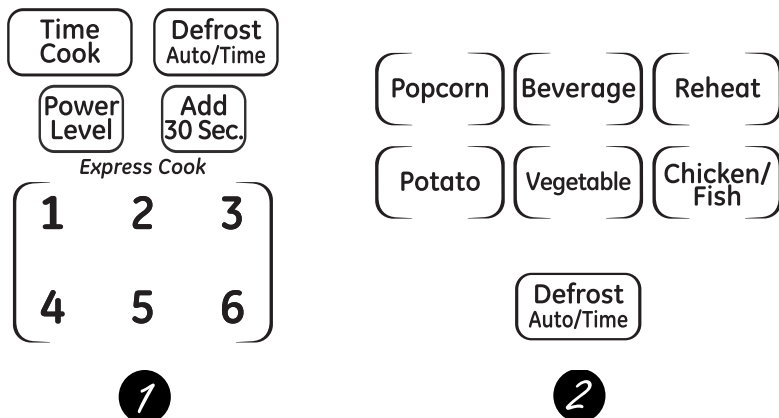 Time
Cook
Defrost
Auto/Time
Power
Level
Add
30 Sec.
Express Cook
1 2 3
4 5 6
1
Popcorn
Beverage
Reheat
Potato
Vegetable
Chicken/
Fish
Defrost
Auto/Time
2